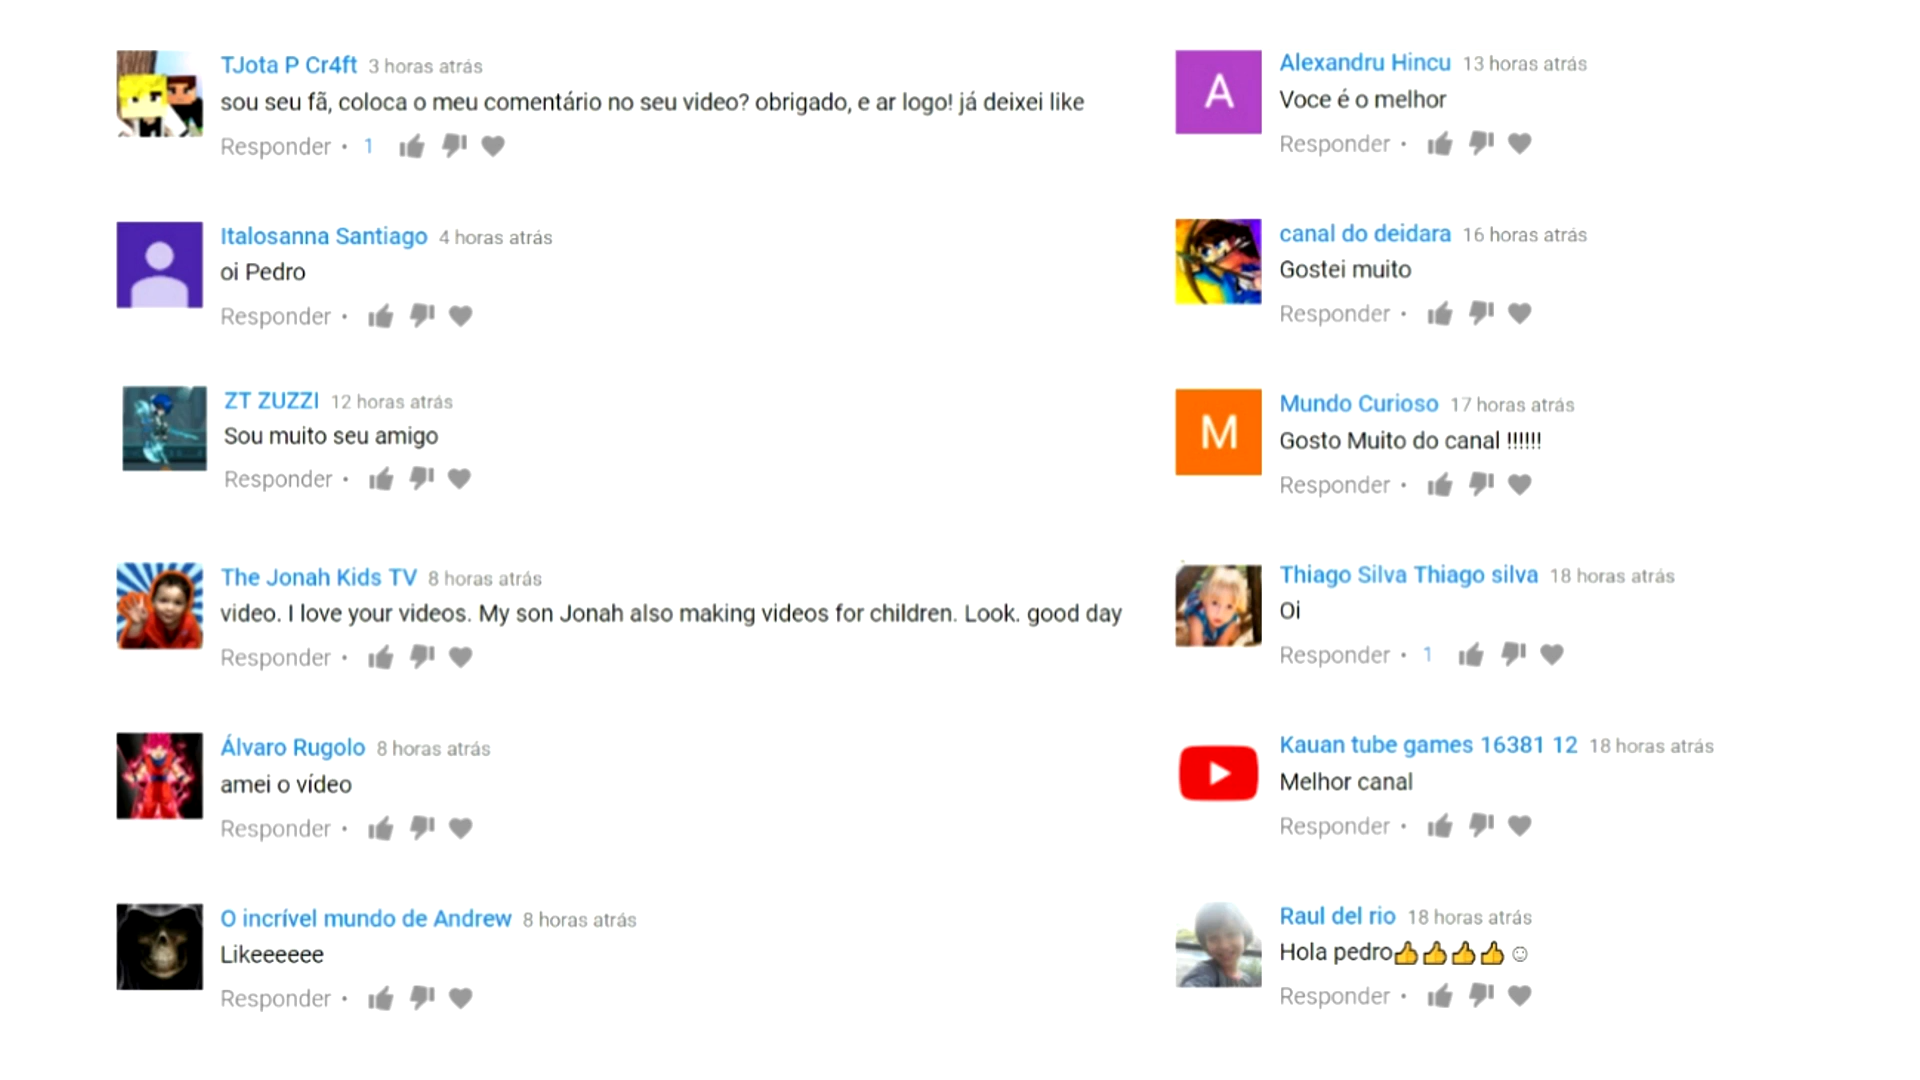 TJota P Cr4ft 3 horas atrás
sou seu fã, coloca o meu comentário no seu video? obrigado, e ar logo! já deixei like
Responder • 1
Italosanna Santiago 4 horas atrás
oi Pedro
Responder •
ZT ZUZZI 12 horas atrás
Sou muito seu amigo
Responder •
The Jonah Kids TV 8 horas atrás
video. I love your videos. My son Jonah also making videos for children. Look. good day
Responder •
Álvaro Rugolo 8 horas atrás
amei o vídeo
Responder •
O incrível mundo de Andrew 8 horas atrás
Likeeeeee
Responder •
A
Alexandru Hincu 13 horas atrás
Voce é o melhor
Responder •
canal do deidara 16 horas atrás
Gostei muito
Responder •
M
Mundo Curioso 17 horas atrás
Gosto Muito do canal !!!!!!
Responder •
Thiago Silva Thiago silva 18 horas atrás
Oi
Responder • 1
Kauan tube games 16381 12 18 horas atrás
Melhor canal
Responder •
Raul del rio 18 horas atrás
Hola pedro👍👍👍👍☺
Responder •